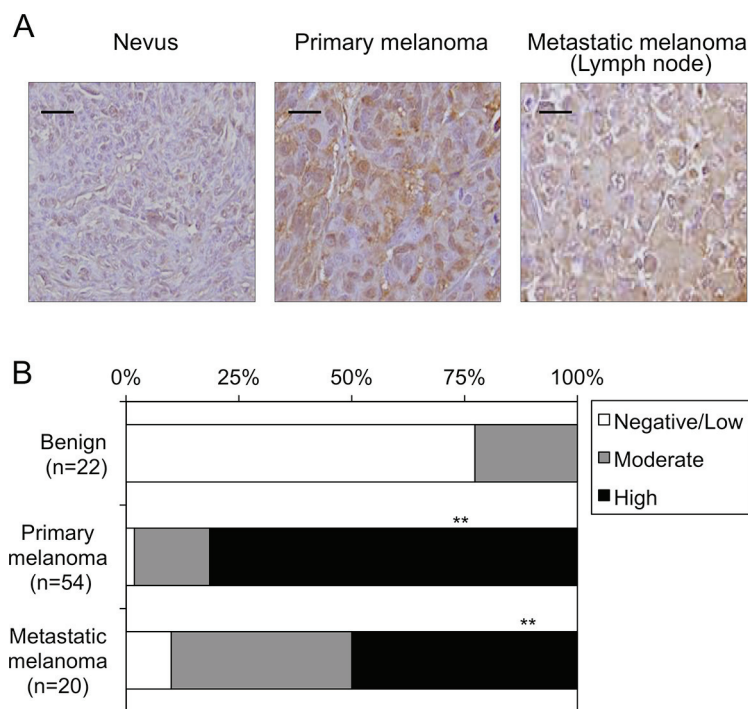 A
Nevus
Primary melanoma
Metastatic melanoma
(Lymph node)
B
0%
25%
50%
75%
100%
Benign
(n=22)
Primary
melanoma
(n=54)
Metastatic
melanoma
(n=20)
**
**
Negative/Low
Moderate
High